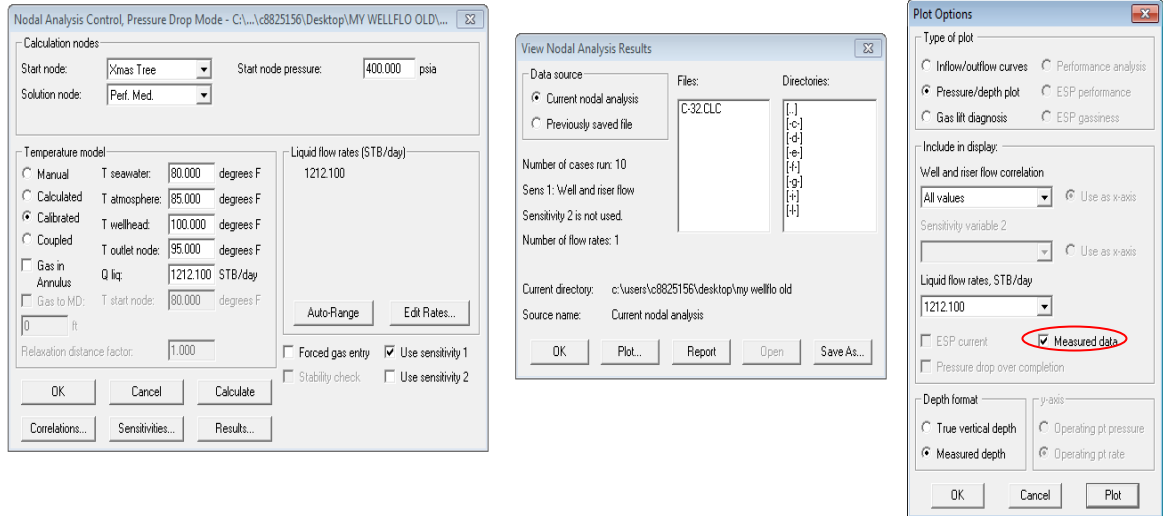 Nodal Analysis Control, Pressure Drop Mode - C:\...\c8825156\Desktop\MY WELLFLO OLD\...
Calculation nodes
Start node: Xmas Tree Start node pressure: 400.000 psia
Solution node: Perf. Med.
Temperature model
Manual T seawater: 80.000 degrees F
Calculated T atmosphere: 85.000 degrees F
Calibrated T wellhead: 100.000 degrees F
Coupled T outlet node: 95.000 degrees F
Gas in Annulus Q liq: 1212.100 STB/day
Gas to MD: T start node: 80.000 degrees F
0 ft
Relaxation distance factor: 1.000
Liquid flow rates (STB/day)
1212.100
Auto-Range Edit Rates...
Forced gas entry Use sensitivity 1
Stability check Use sensitivity 2
OK Cancel Calculate
Correlations... Sensitivities... Results...
View Nodal Analysis Results
Data source
Current nodal analysis
Previously saved file
Files:
C-32.CLC
Directories:
[..]
[-c-]
[-d-]
[-e-]
[-f-]
[-g-]
[-i-]
[-l-]
Number of cases run: 10
Sens 1: Well and riser flow
Sensitivity 2 is not used.
Number of flow rates: 1
Current directory: c:\users\c8825156\desktop\my wellflo old
Source name: Current nodal analysis
OK Plot... Report Open Save As...
Plot Options
Type of plot
Inflow/outflow curves Performance analysis
Pressure/depth plot ESP performance
Gas lift diagnosis ESP gassiness
Include in display:
Well and riser flow correlation
All values Use as x-axis
Sensitivity variable 2
Use as x-axis
Liquid flow rates, STB/day
1212.100
ESP current Measured data
Pressure drop over completion
Depth format
True vertical depth
Measured depth
y-axis
Operating pt pressure
Operating pt rate
OK Cancel Plot